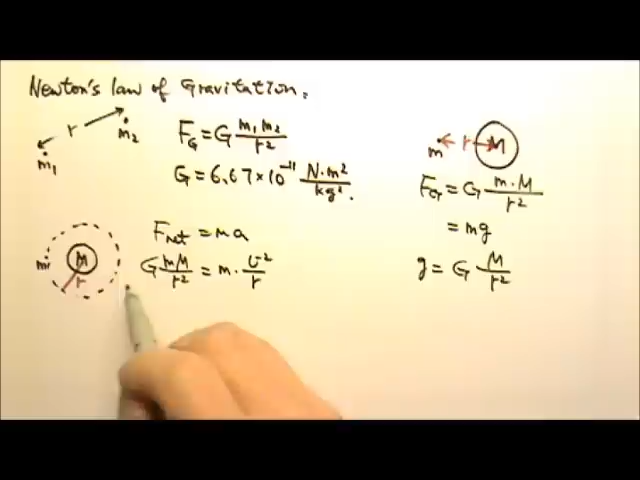 Newton's law of Gravitation.
r
m₁
m₂
F_G = G m₁m₂/r²
G = 6.67×10⁻¹¹ N·m²/kg².
m r M
F_G = G m·M/r²
= mg
g = G M/r²
m M r
F_Net = ma
G mM/r² = m·v²/r